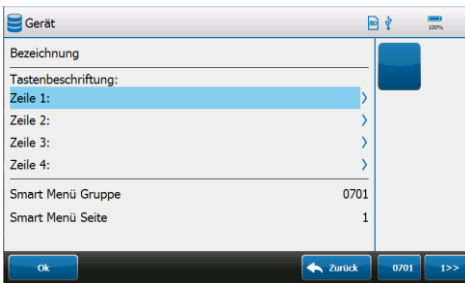 Gerät
100%
Bezeichnung
Tastenbeschriftung:
Zeile 1:
Zeile 2:
Zeile 3:
Zeile 4:
Smart Menü Gruppe 0701
Smart Menü Seite 1
Ok Zurück 0701 1>>